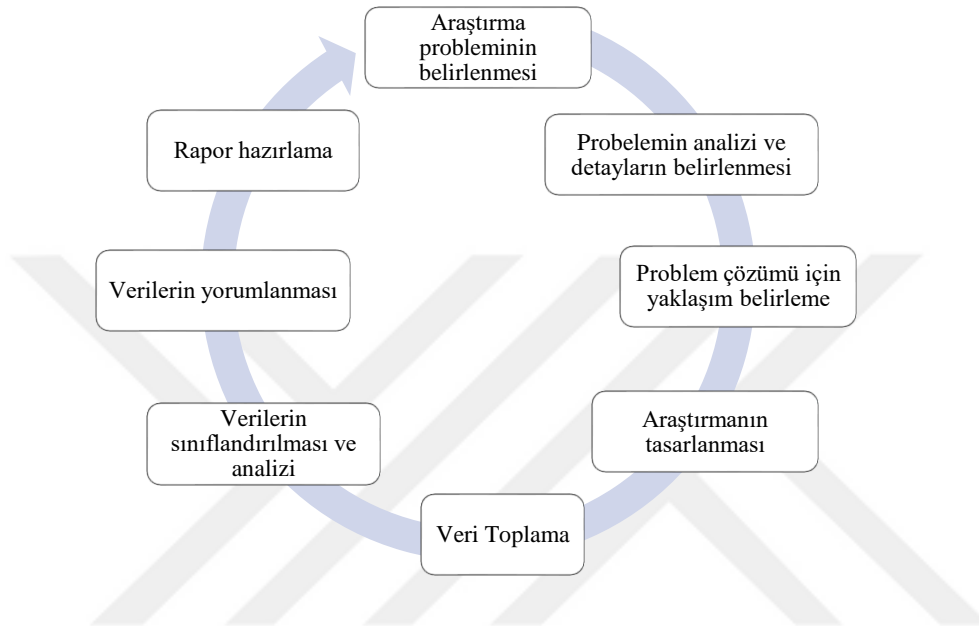 Araştırma
probleminin
belirlenmesi
Probelemin analizi ve
detayların belirlenmesi
Problem çözümü için
yaklaşım belirleme
Araştırmanın
tasarlanması
Veri Toplama
Verilerin
sınıflandırılması ve
analizi
Verilerin yorumlanması
Rapor hazırlama